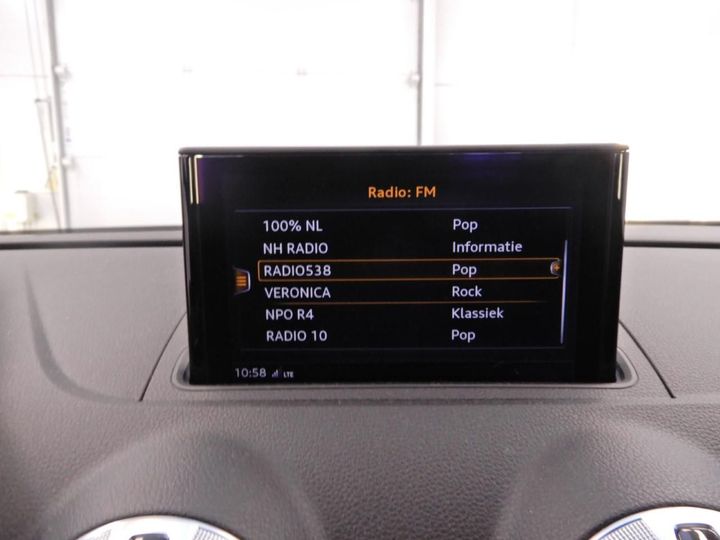 Radio: FM
100% NL Pop
NH RADIO Informatie
RADIO538 Pop
VERONICA Rock
NPO R4 Klassiek
RADIO 10 Pop
10:58 LTE